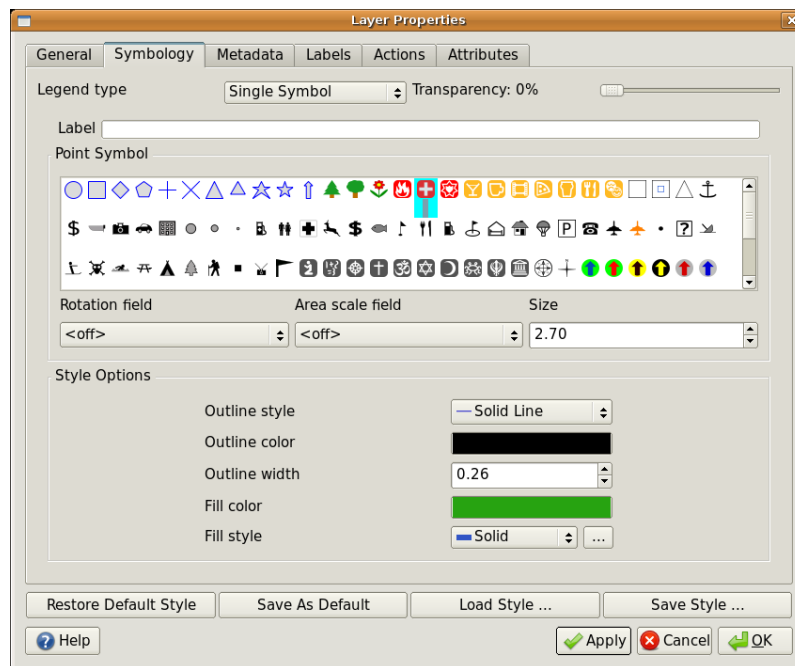 Layer Properties
General Symbology Metadata Labels Actions Attributes
Legend type Single Symbol Transparency: 0%
Label
Point Symbol
Rotation field Area scale field Size
<off> <off> 2.70
Style Options
Outline style Solid Line
Outline color
Outline width 0.26
Fill color
Fill style Solid ...
Restore Default Style Save As Default Load Style ... Save Style ...
Help Apply Cancel OK